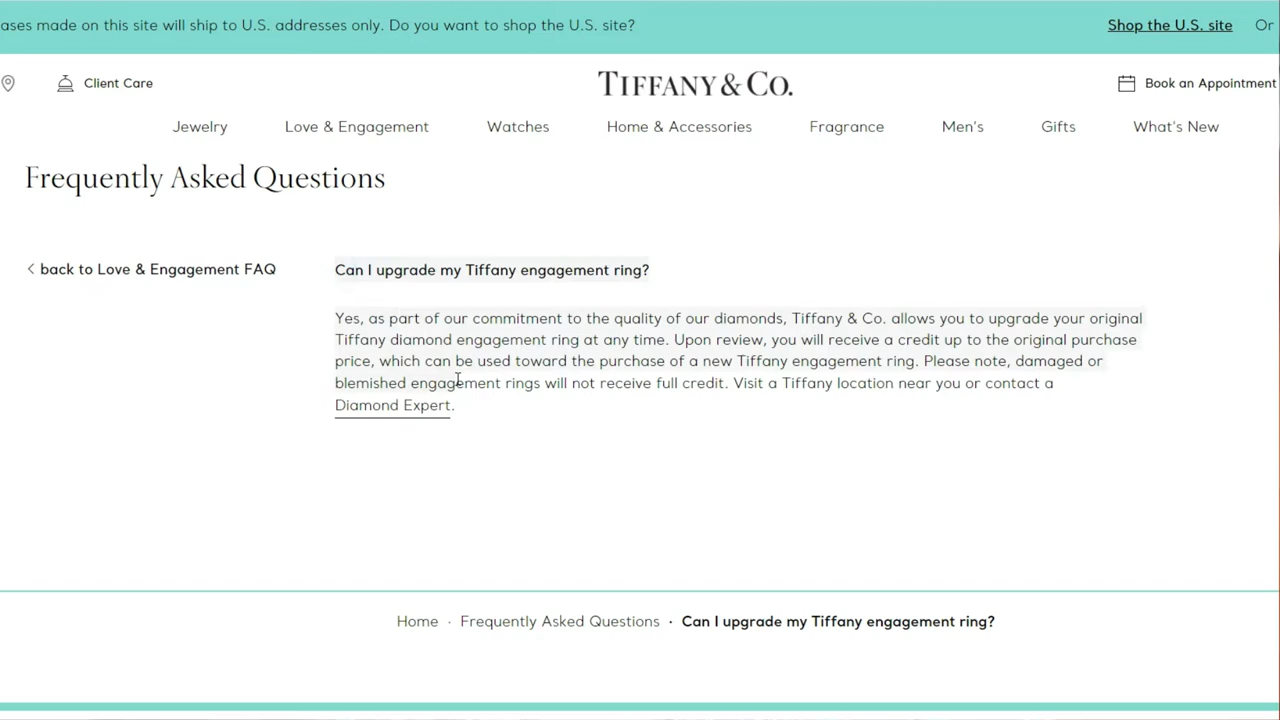 ases made on this site will ship to U.S. addresses only. Do you want to shop the U.S. site? Shop the U.S. site Or
Client Care TIFFANY & CO. Book an Appointment
Jewelry Love & Engagement Watches Home & Accessories Fragrance Men's Gifts What's New
Frequently Asked Questions
< back to Love & Engagement FAQ Can I upgrade my Tiffany engagement ring?
Yes, as part of our commitment to the quality of our diamonds, Tiffany & Co. allows you to upgrade your original
Tiffany diamond engagement ring at any time. Upon review, you will receive a credit up to the original purchase
price, which can be used toward the purchase of a new Tiffany engagement ring. Please note, damaged or
blemished engagement rings will not receive full credit. Visit a Tiffany location near you or contact a
Diamond Expert.
Home · Frequently Asked Questions · Can I upgrade my Tiffany engagement ring?